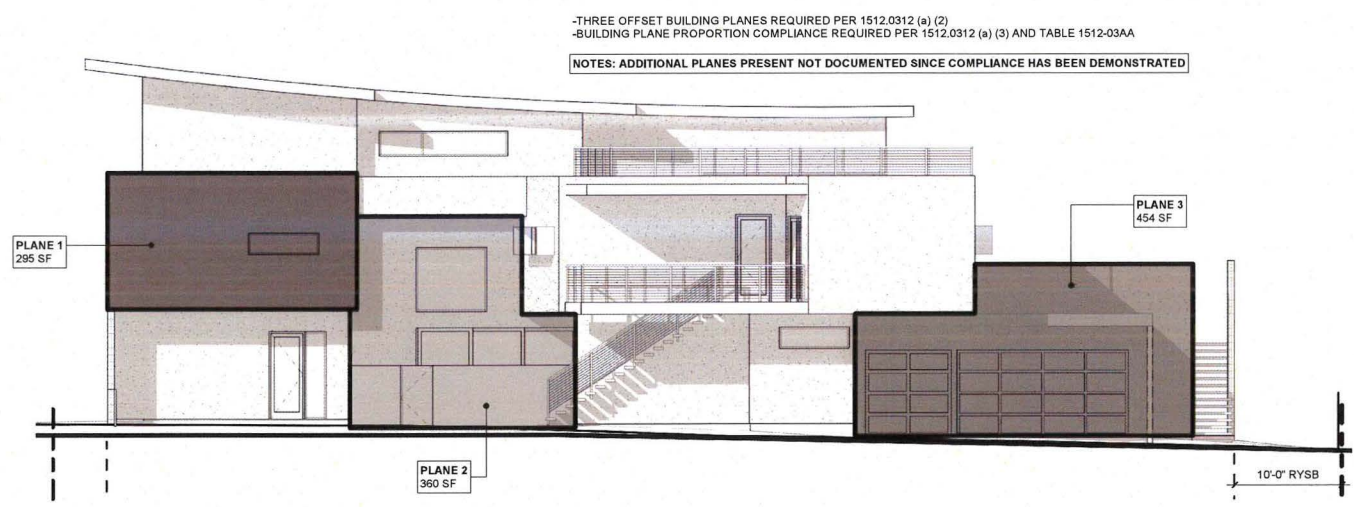 -THREE OFFSET BUILDING PLANES REQUIRED PER 1512.0312 (a) (2)
-BUILDING PLANE PROPORTION COMPLIANCE REQUIRED PER 1512.0312 (a) (3) AND TABLE 1512-03AA
NOTES: ADDITIONAL PLANES PRESENT NOT DOCUMENTED SINCE COMPLIANCE HAS BEEN DEMONSTRATED
PLANE 3
454 SF
PLANE 1
295 SF
PLANE 2
360 SF
10'-0" RYSB